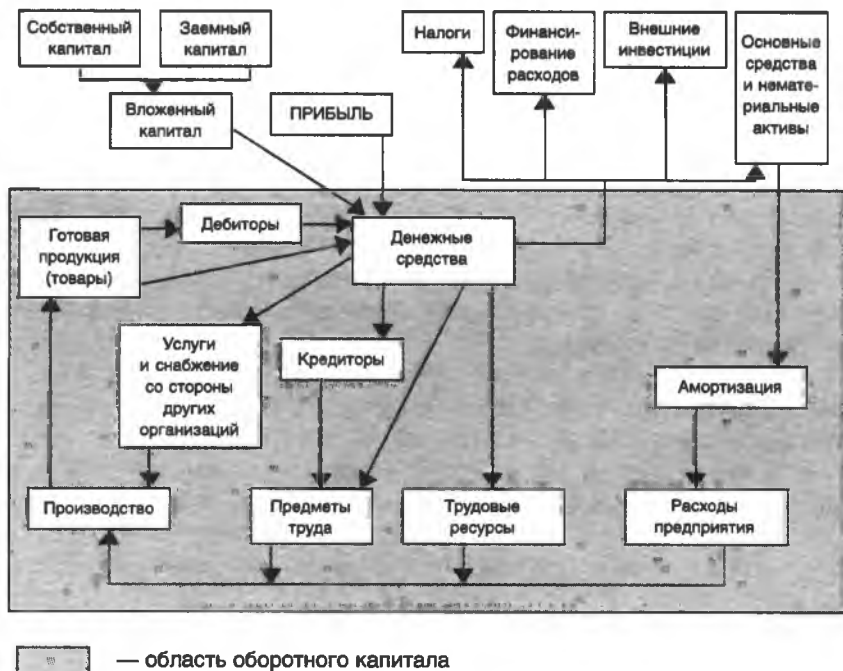 Собственный
капитал
Заемный
капитал
Налоги
Финанси-
рование
расходов
Внешние
инвестиции
Основные
средства
и немате-
риальные
активы
Вложенный
капитал
ПРИБЫЛЬ
Готовая
продукция
(товары)
Дебиторы
Денежные
средства
Услуги
и снабжение
со стороны
других
организаций
Кредиторы
Амортизация
Производство
Предметы
труда
Трудовые
ресурсы
Расходы
предприятия
— область оборотного капитала